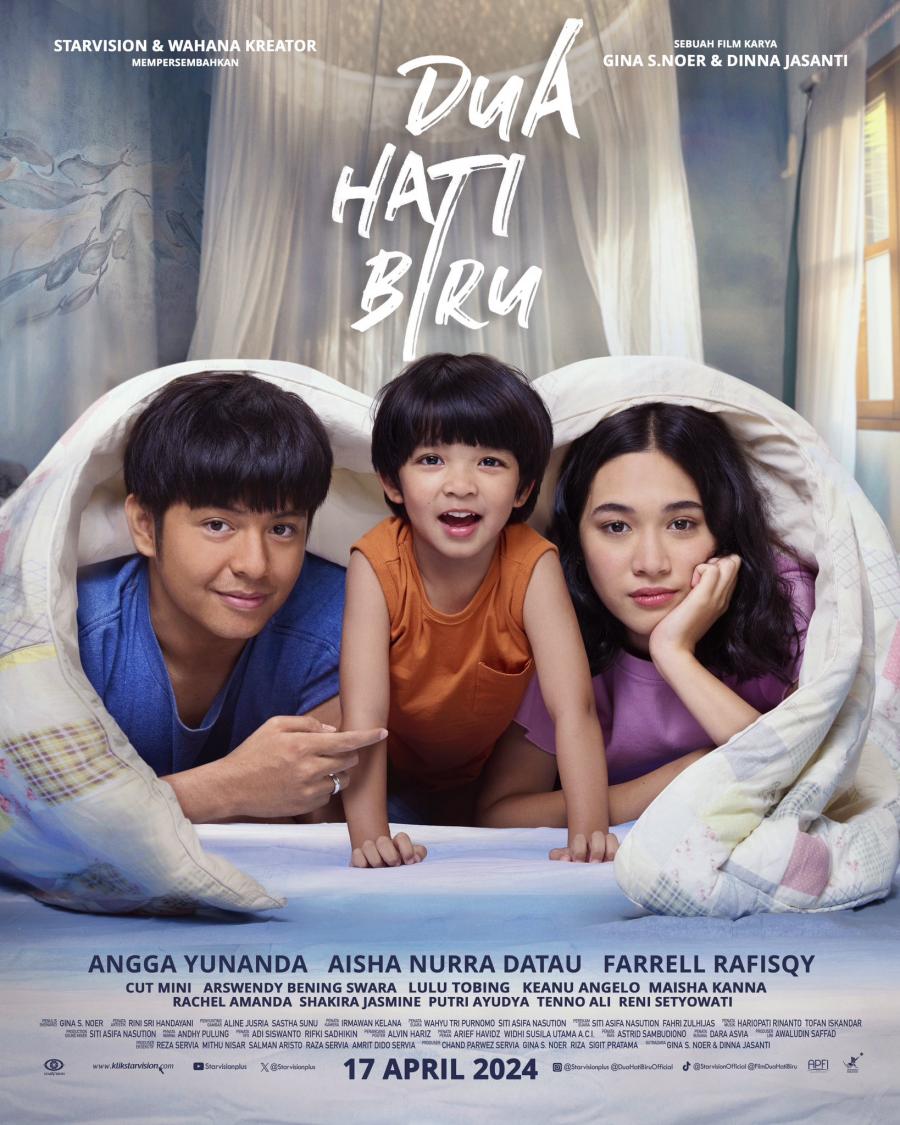 STARVISION & WAHANA KREATOR
MEMPERSEMBAHKAN
SEBUAH FILM KARYA
GINA S.NOER & DINNA JASANTI
DUA
HATI
BIRU
ANGGA YUNANDA AISHA NURRA DATAU FARRELL RAFISQY
CUT MINI ARSWENDY BENING SWARA LULU TOBING KEANU ANGELO MAISHA KANNA
RACHEL AMANDA SHAKIRA JASMINE PUTRI AYUDYA TENNO ALI RENI SETYOWATI
GINA S. NOER RINI SRI HANDAYANI ALINE JUSRIA SASTHA SUNU IRMAWAN KELANA WAHYU TRI PURNOMO SITI ASIFA NASUTION SITI ASIFA NASUTION FAHRI ZULHIJAS HARIOPATI RINANTO TOFAN ISKANDAR
SITI ASIFA NASUTION ANDHY PULUNG ADI SISWANTO RIFKI SADHIKIN ALVIN HARIZ ARIEF HAVIDZ WIDHI SUSILA UTAMA A.C.I. ASTRID SAMBUDIONO DARA ASVIA AWALUDIN SAFFAD
REZA SERVIA MITHU NISAR SALMAN ARISTO RAZA SERVIA AMRIT DIDO SERVIA PRODUSER CHAND PARWEZ SERVIA GINA S. NOER RIZA SIGIT PRATAMA SUTRADARA GINA S. NOER & DINNA JASANTI
www.klikstarvision.com Starvisionplus @Starvisionplus 17 APRIL 2024 @Starvisionplus @DuaHatiBiruOfficial @StarvisionOfficial @FilmDuaHatiBiru APFI